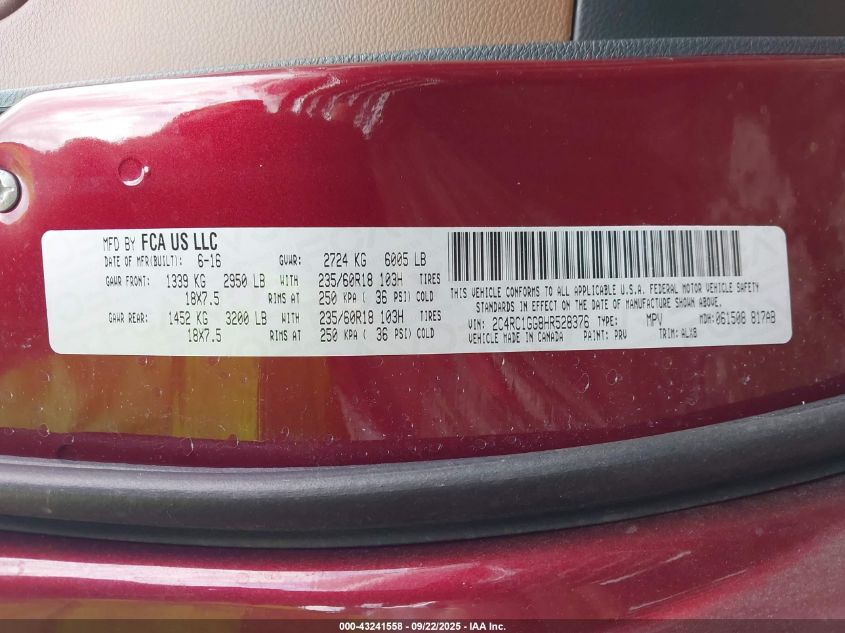 MFD BY FCA US LLC
DATE OF MFR(BUILT): 6-16 GVWR: 2724 KG 6005 LB
GAWR FRONT: 1339 KG 2950 LB WITH 235/60R18 103H TIRES
18X7.5 RIMS AT 250 KPA ( 36 PSI) COLD
GAWR REAR: 1452 KG 3200 LB WITH 235/60R18 103H TIRES
18X7.5 RIMS AT 250 KPA ( 36 PSI) COLD
THIS VEHICLE CONFORMS TO ALL APPLICABLE U.S.A. FEDERAL MOTOR VEHICLE SAFETY
STANDARDS IN EFFECT ON THE DATE OF MANUFACTURE SHOWN ABOVE.
VIN: 2C4RC1GG8HR528376 TYPE: MPV MDH: 061508 817AB
VEHICLE MADE IN CANADA PAINT: PRV TRIM: ALX8
000-43241558 - 09/22/2025 - IAA Inc.